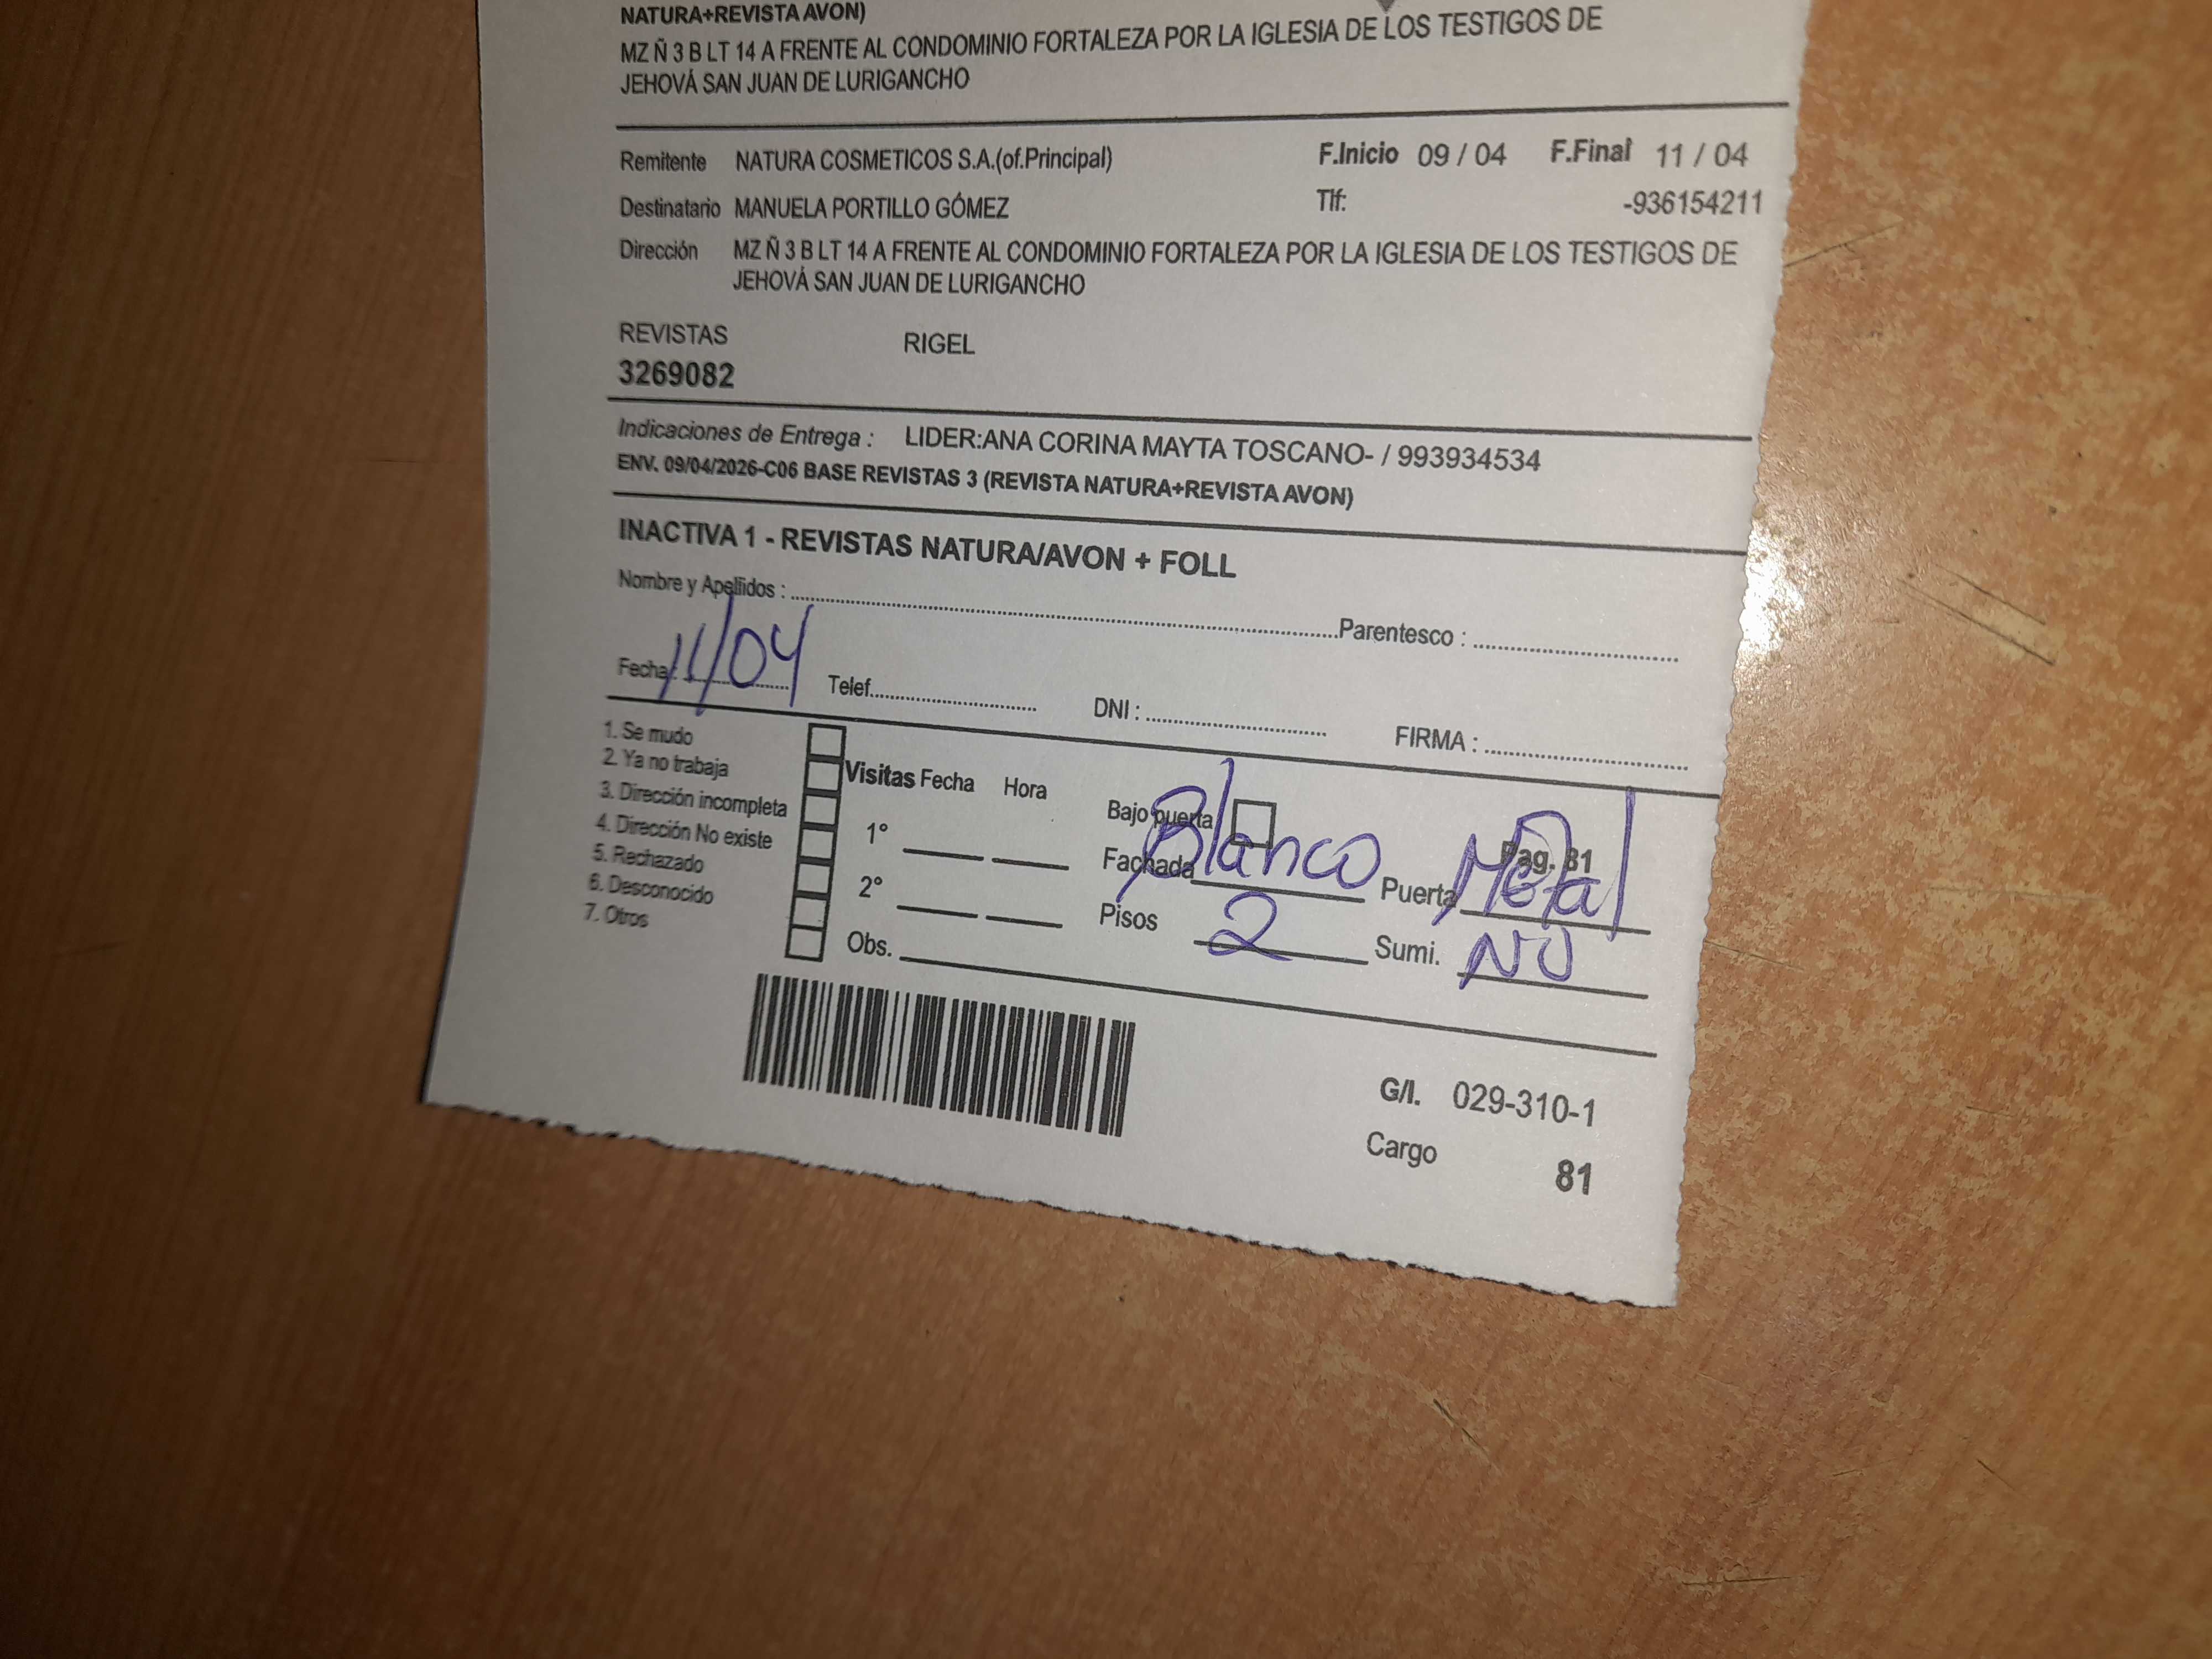 NATURA+REVISTA AVON)
MZ Ñ 3 B LT 14 A FRENTE AL CONDOMINIO FORTALEZA POR LA IGLESIA DE LOS TESTIGOS DE
JEHOVÁ SAN JUAN DE LURIGANCHO
Remitente NATURA COSMETICOS S.A.(of.Principal) F.Inicio 09 / 04 F.Final 11 / 04
Destinatario MANUELA PORTILLO GÓMEZ Tlf: -936154211
Dirección MZ Ñ 3 B LT 14 A FRENTE AL CONDOMINIO FORTALEZA POR LA IGLESIA DE LOS TESTIGOS DE
JEHOVÁ SAN JUAN DE LURIGANCHO
REVISTAS RIGEL
3269082
Indicaciones de Entrega : LIDER:ANA CORINA MAYTA TOSCANO- / 993934534
ENV. 09/04/2026-C06 BASE REVISTAS 3 (REVISTA NATURA+REVISTA AVON)
INACTIVA 1 - REVISTAS NATURA/AVON + FOLL
Nombre y Apellidos : Parentesco :
Fecha: 11/04 Telef. DNI : FIRMA :
1. Se mudo
2. Ya no trabaja
3. Dirección incompleta
4. Dirección No existe
5. Rechazado
6. Desconocido
7. Otros
Visitas Fecha Hora
1°
2°
Obs.
Bajo puerta Pag. 81
Fachada Blanco Puerta Metal
Pisos 2 Sumi. NO
G/I. 029-310-1
Cargo 81